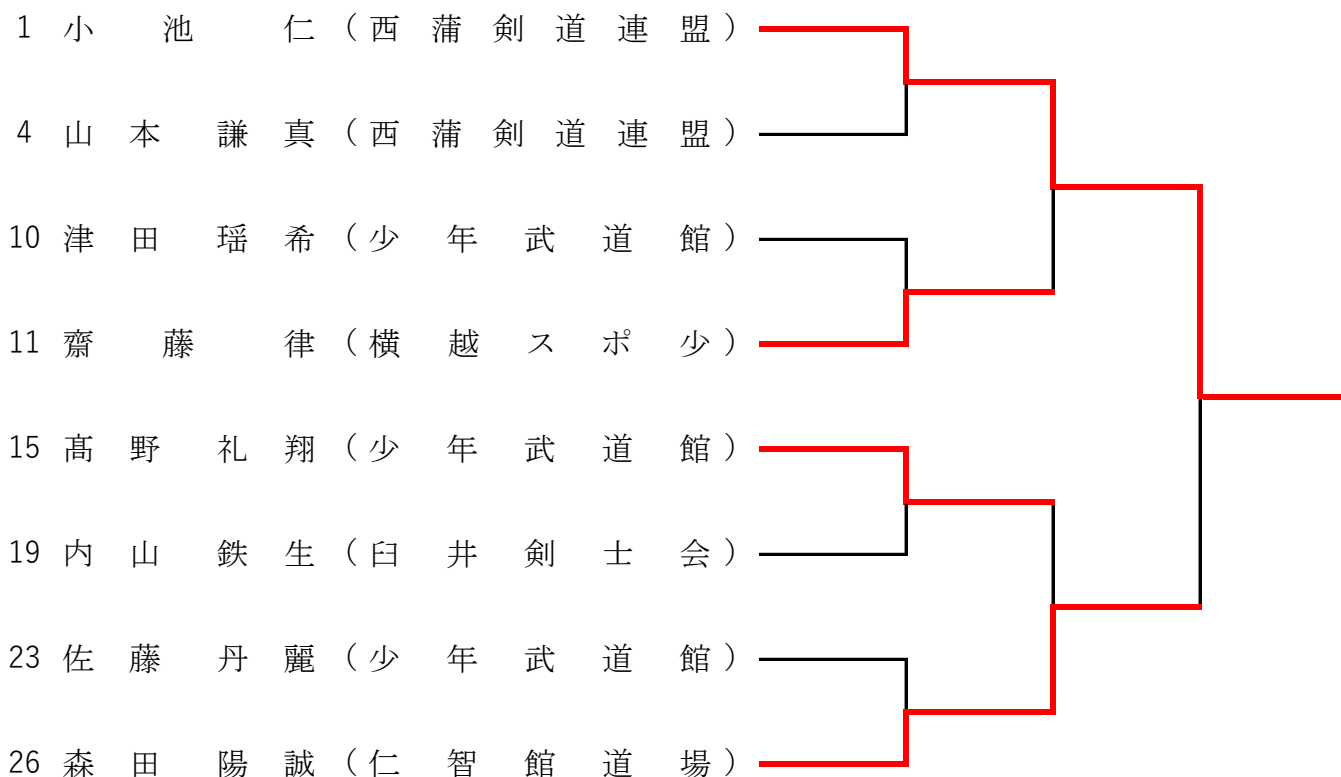 1 小池仁（西蒲剣道連盟）
4 山本謙真（西蒲剣道連盟）
10 津田瑶希（少年武道館）
11 齋藤律（横越スポ少）
15 髙野礼翔（少年武道館）
19 内山鉄生（臼井剣士会）
23 佐藤丹麗（少年武道館）
26 森田陽誠（仁智館道場）